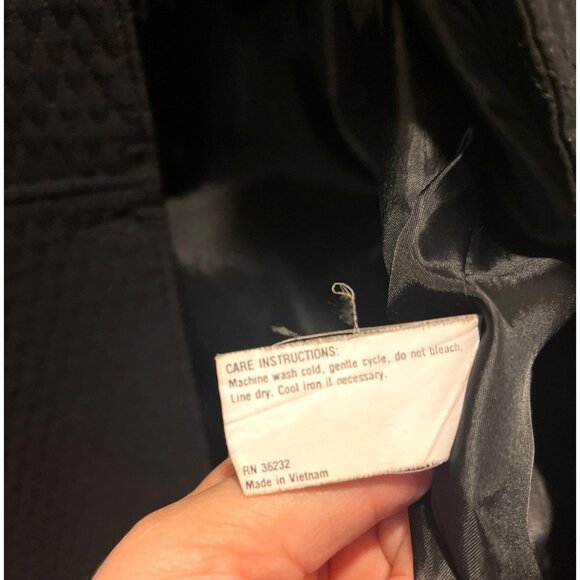 CARE INSTRUCTIONS:
Machine wash cold, gentle cycle, do not bleach,
Line dry. Cool iron if necessary.
RN 36232
Made in Vietnam